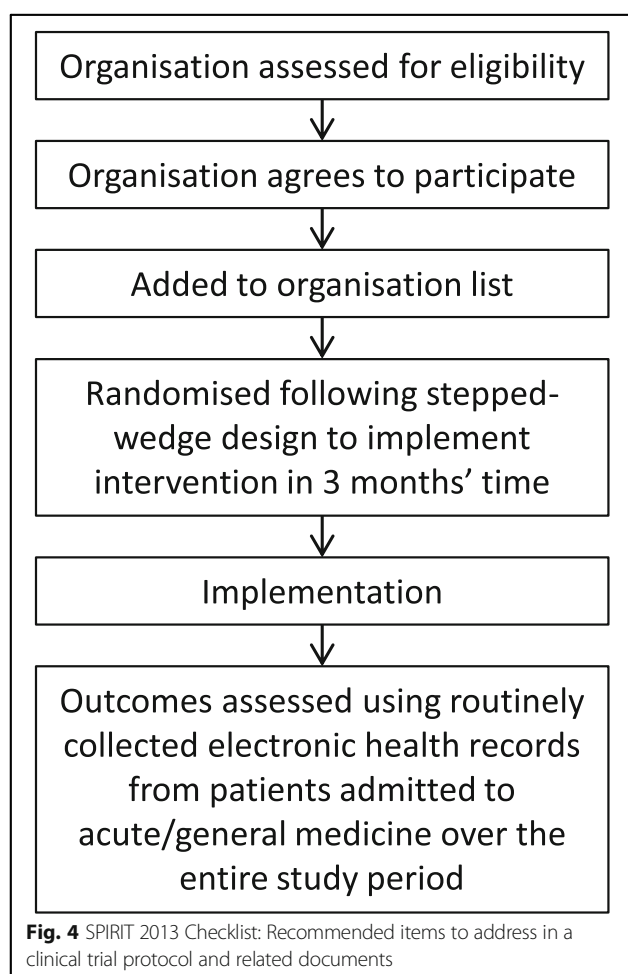 Organisation assessed for eligibility
Organisation agrees to participate
Added to organisation list
Randomised following stepped-
wedge design to implement
intervention in 3 months’ time
Implementation
Outcomes assessed using routinely
collected electronic health records
from patients admitted to
acute/general medicine over the
entire study period
Fig. 4 SPIRIT 2013 Checklist: Recommended items to address in a
clinical trial protocol and related documents